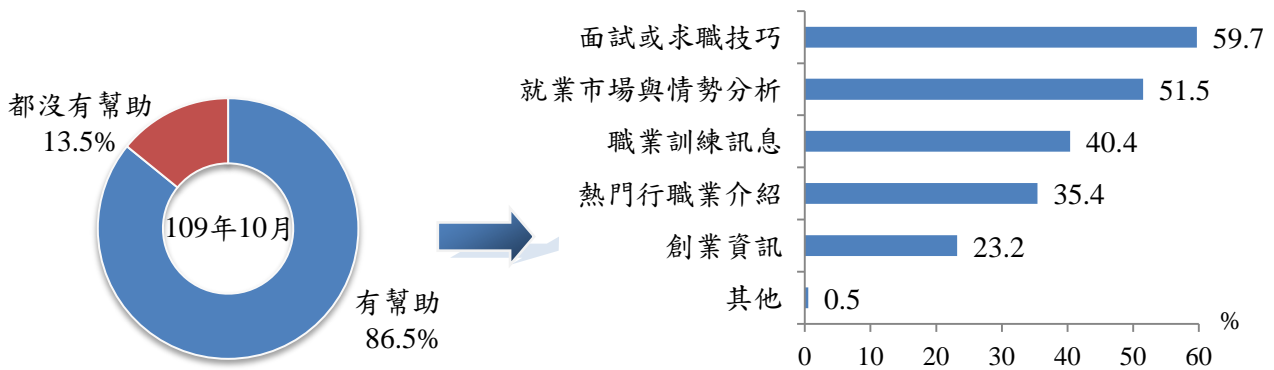 都沒有幫助
13.5%
109年10月
有幫助
86.5%
面試或求職技巧
59.7
就業市場與情勢分析
51.5
職業訓練訊息
40.4
熱門行職業介紹
35.4
創業資訊
23.2
其他
0.5
%
0 10 20 30 40 50 60